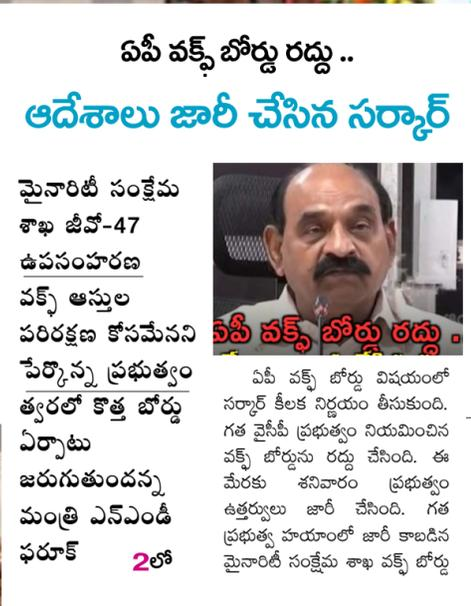 ఏపీ వక్ఫ్ బోర్డు రద్దు ..
ఆదేశాలు జారీ చేసిన సర్కార్
మైనారిటీ సంక్షేమ
శాఖ జీవో-47
ఉపసంహరణ
వక్ఫ్ ఆస్తుల
పరిరక్షణ కోసమేనని
పేర్కొన్న ప్రభుత్వం
త్వరలో కొత్త బోర్డు
ఏర్పాటు
జరుగుతుందన్న
మంత్రి ఎన్ఎండీ
ఫరూక్
2లో
ఏపీ వక్ఫ్ బోర్డు రద్దు .
ఏపీ వక్ఫ్ బోర్డు విషయంలో
సర్కార్ కీలక నిర్ణయం తీసుకుంది.
గత వైసీపీ ప్రభుత్వం నియమించిన
వక్ఫ్ బోర్డును రద్దు చేసింది. ఈ
మేరకు శనివారం ప్రభుత్వం
ఉత్తర్వులు జారీ చేసింది. గత
ప్రభుత్వ హయాంలో జారీ కాబడిన
మైనారిటీ సంక్షేమ శాఖ వక్ఫ్ బోర్డు